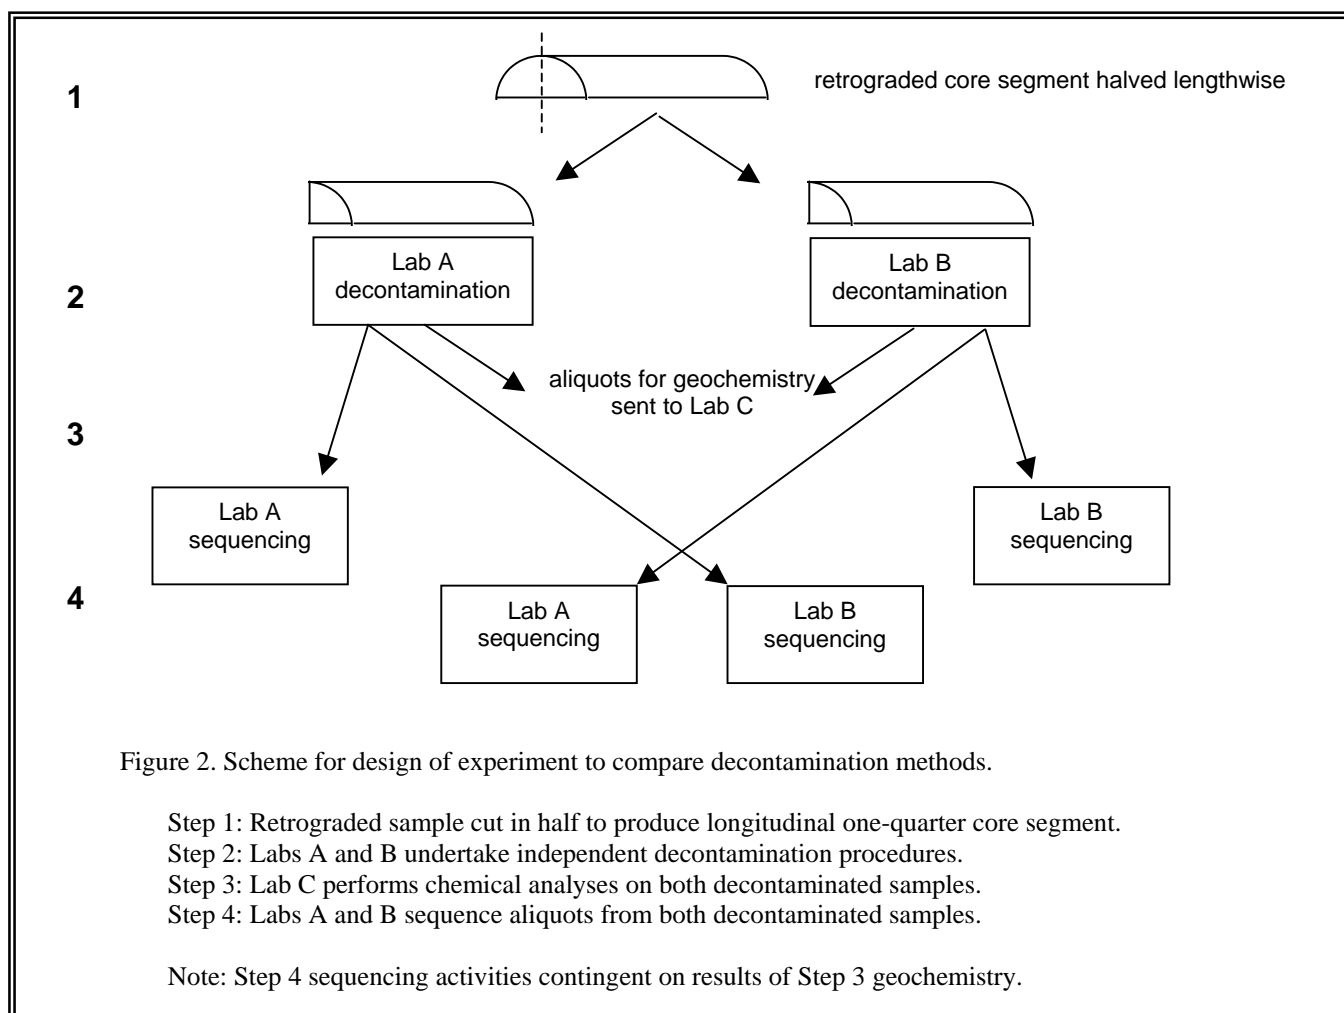 1
retrograded core segment halved lengthwise
Lab A
decontamination
Lab B
decontamination
2
aliquots for geochemistry
sent to Lab C
3
Lab A
sequencing
Lab B
sequencing
4
Lab A
sequencing
Lab B
sequencing
Figure 2. Scheme for design of experiment to compare decontamination methods.
Step 1: Retrograded sample cut in half to produce longitudinal one-quarter core segment.
Step 2: Labs A and B undertake independent decontamination procedures.
Step 3: Lab C performs chemical analyses on both decontaminated samples.
Step 4: Labs A and B sequence aliquots from both decontaminated samples.
Note: Step 4 sequencing activities contingent on results of Step 3 geochemistry.